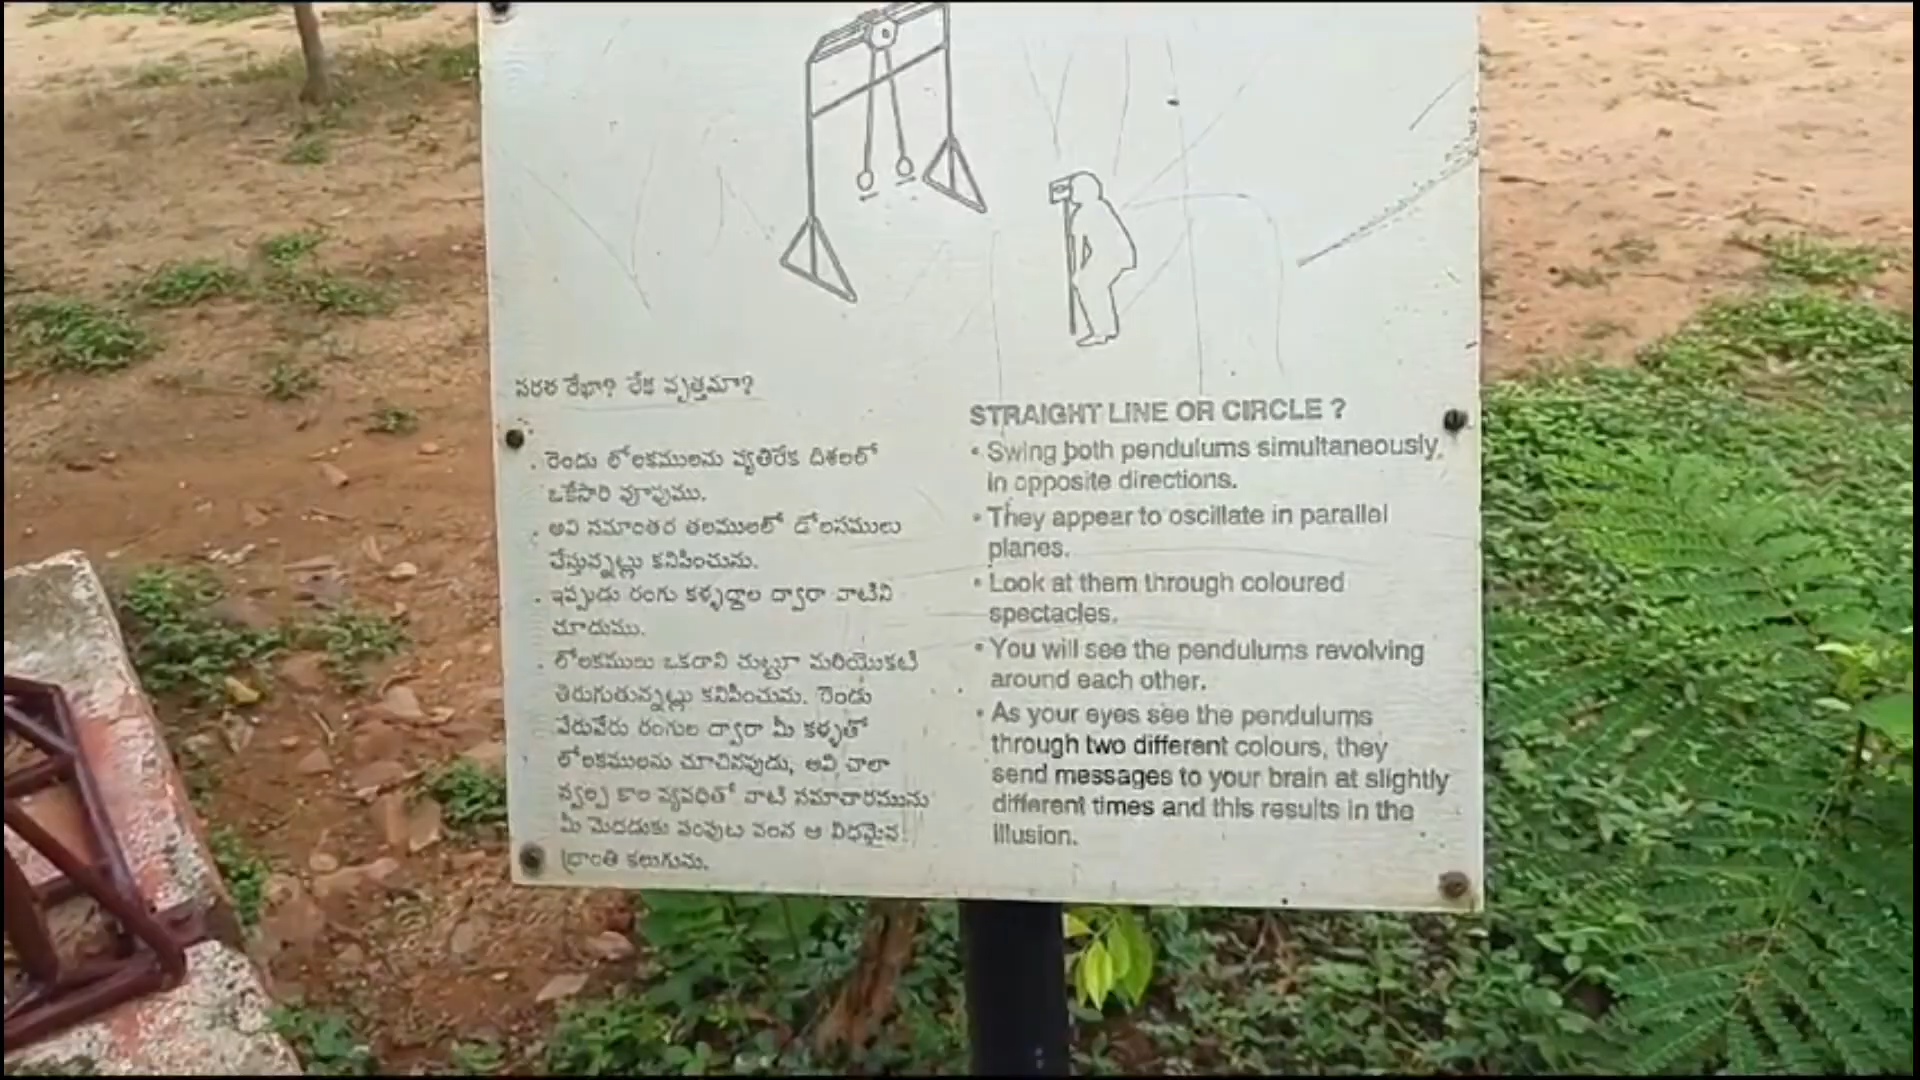 సరళ రేఖా? లేక వృత్తమా?
. రెండు లోలకములను వ్యతిరేక దిశలలో
ఒకేసారి వూపుము.
. అవి సమాంతర తలములలో డోలనములు
చేస్తున్నట్లు కనిపించును.
. ఇప్పుడు రంగు కళ్ళద్దాల ద్వారా వాటిని
చూడుము.
. లోలకములు ఒకదాని చుట్టూ మరియొకటి
తిరుగుతున్నట్లు కనిపించును. రెండు
వేరువేరు రంగుల ద్వారా మీ కళ్ళతో
లోలకములను చూచినపుడు, అవి చాలా
స్వల్ప కాల వ్యవధితో వాటి సమాచారమును
మీ మెదడుకు పంపుట వలన ఆ విధమైన
భ్రాంతి కలుగును.
STRAIGHT LINE OR CIRCLE ?
• Swing both pendulums simultaneously,
in opposite directions.
• They appear to oscillate in parallel
planes.
• Look at them through coloured
spectacles.
• You will see the pendulums revolving
around each other.
• As your eyes see the pendulums
through two different colours, they
send messages to your brain at slightly
different times and this results in the
illusion.